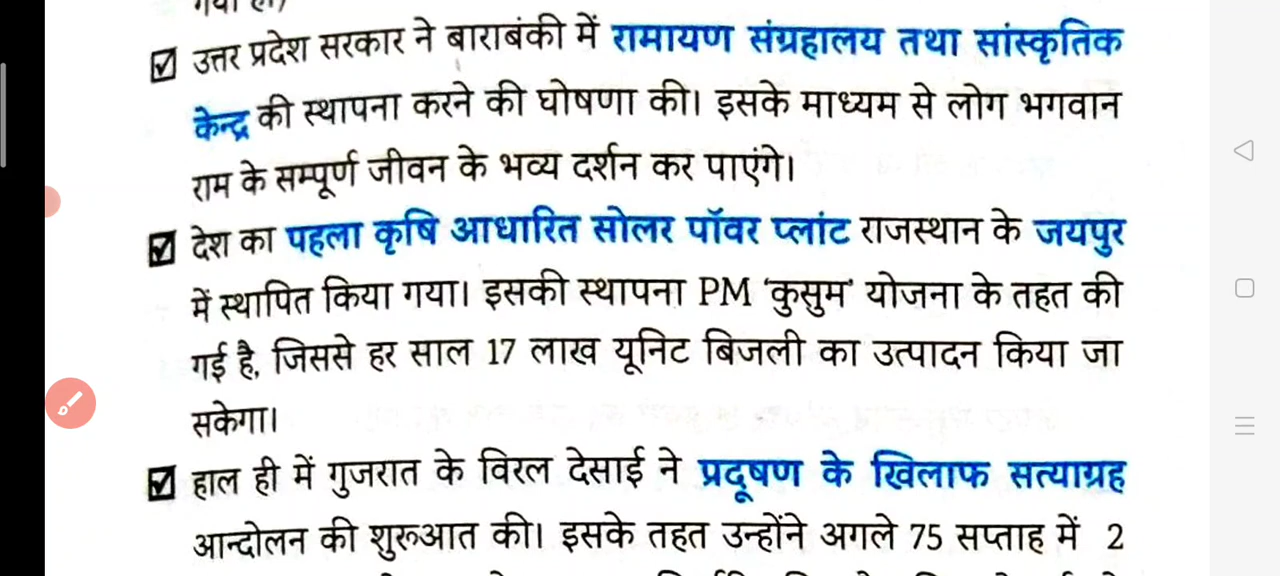 उत्तर प्रदेश सरकार ने बाराबंकी में रामायण संग्रहालय तथा सांस्कृतिक
केन्द्र की स्थापना करने की घोषणा की। इसके माध्यम से लोग भगवान
राम के सम्पूर्ण जीवन के भव्य दर्शन कर पाएंगे।
देश का पहला कृषि आधारित सोलर पॉवर प्लांट राजस्थान के जयपुर
में स्थापित किया गया। इसकी स्थापना PM ‘कुसुम’ योजना के तहत की
गई है, जिससे हर साल 17 लाख यूनिट बिजली का उत्पादन किया जा
सकेगा।
हाल ही में गुजरात के विरल देसाई ने प्रदूषण के खिलाफ सत्याग्रह
आन्दोलन की शुरूआत की। इसके तहत उन्होंने अगले 75 सप्ताह में 2